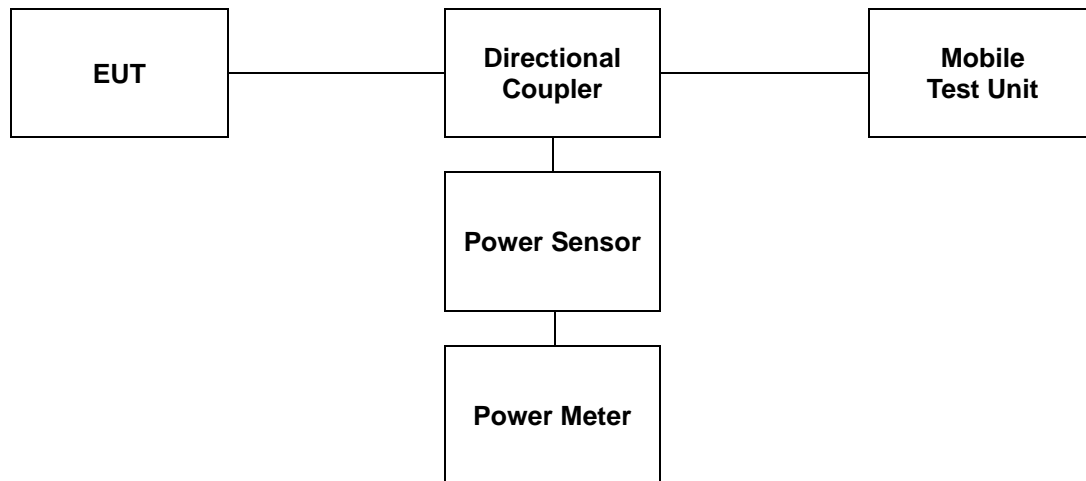 EUT
Directional
Coupler
Mobile
Test Unit
Power Sensor
Power Meter